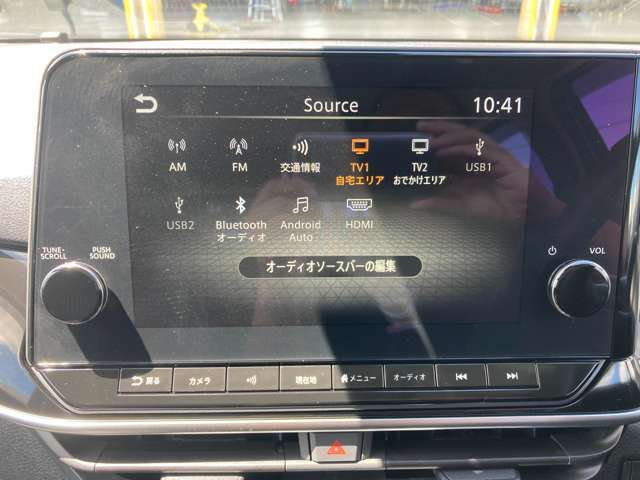 Source
10:41
AM
FM
交通情報
TV1
自宅エリア
TV2
おでかけエリア
USB1
USB2
Bluetooth
オーディオ
Android
Auto
HDMI
オーディオソースバーの編集
TUNE・
SCROLL
PUSH
SOUND
VOL
戻る
カメラ
現在地
メニュー
オーディオ